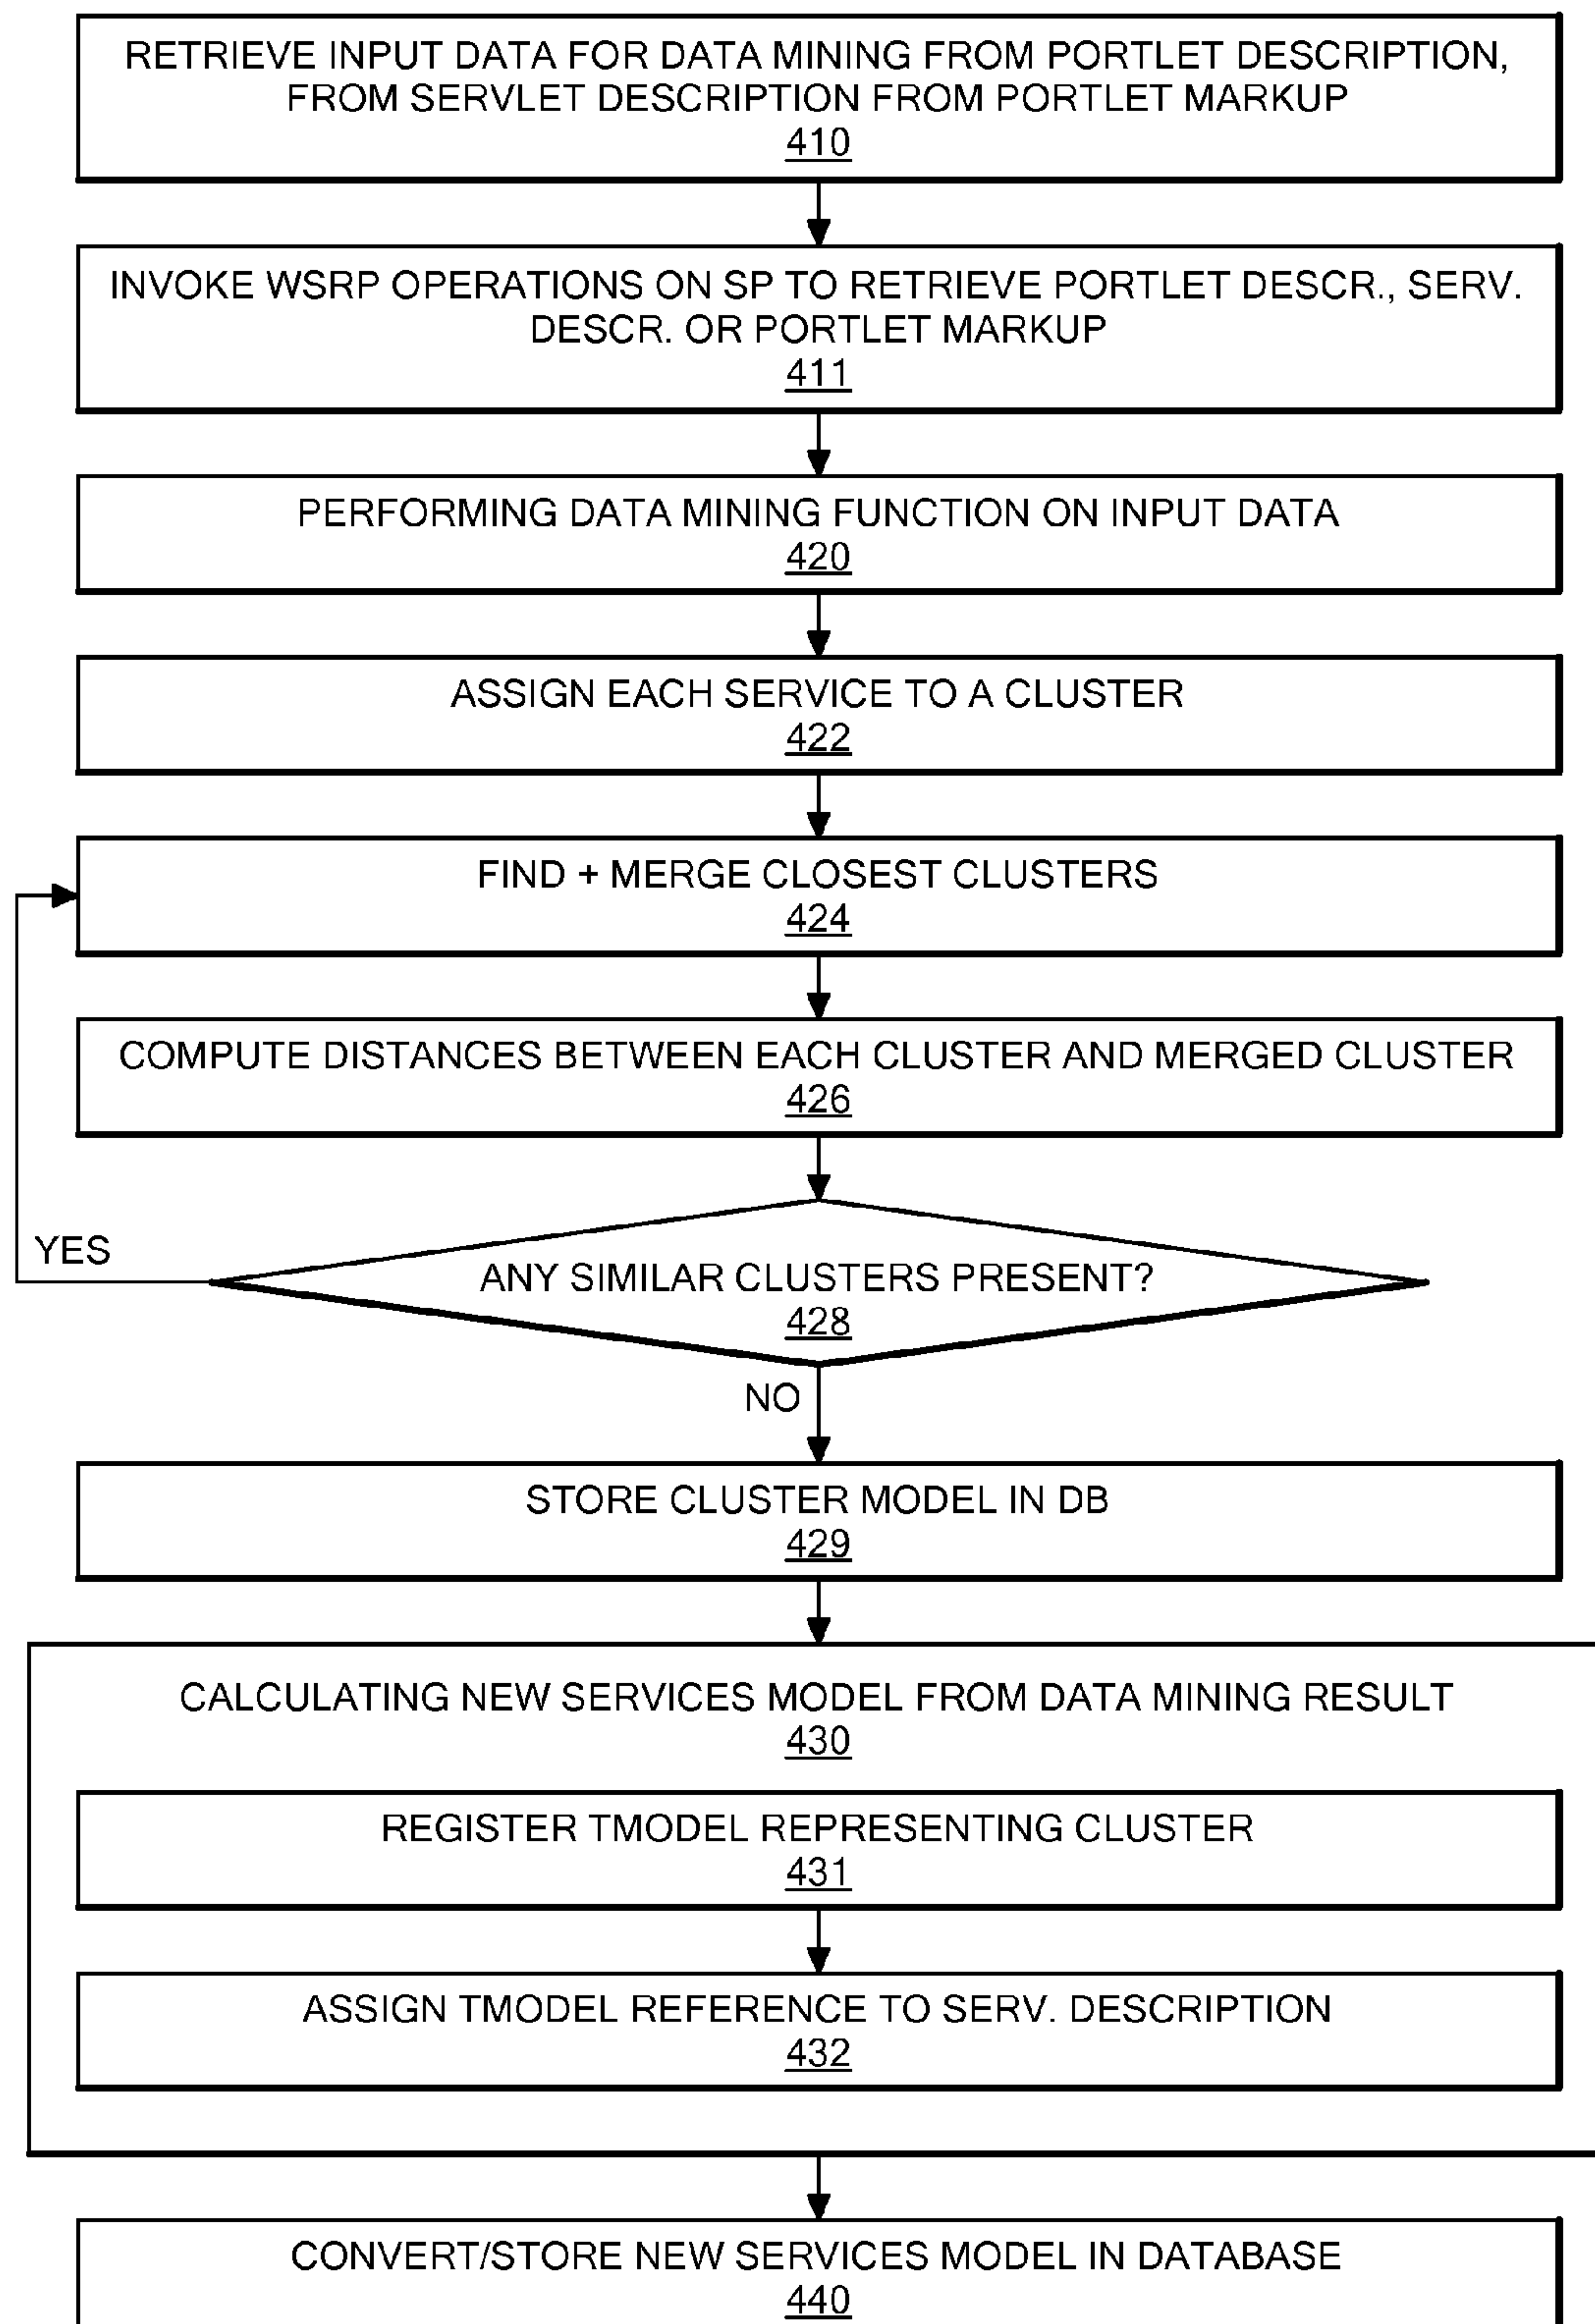 RETRIEVE INPUT DATA FOR DATA MINING FROM PORTLET DESCRIPTION,
FROM SERVLET DESCRIPTION FROM PORTLET MARKUP
410
INVOKE WSRP OPERATIONS ON SP TO RETRIEVE PORTLET DESCR., SERV.
DESCR. OR PORTLET MARKUP
411
PERFORMING DATA MINING FUNCTION ON INPUT DATA
420
ASSIGN EACH SERVICE TO A CLUSTER
422
FIND + MERGE CLOSEST CLUSTERS
424
COMPUTE DISTANCES BETWEEN EACH CLUSTER AND MERGED CLUSTER
426
YES
ANY SIMILAR CLUSTERS PRESENT?
428
NO
STORE CLUSTER MODEL IN DB
429
CALCULATING NEW SERVICES MODEL FROM DATA MINING RESULT
430
REGISTER TMODEL REPRESENTING CLUSTER
431
ASSIGN TMODEL REFERENCE TO SERV. DESCRIPTION
432
CONVERT/STORE NEW SERVICES MODEL IN DATABASE
440